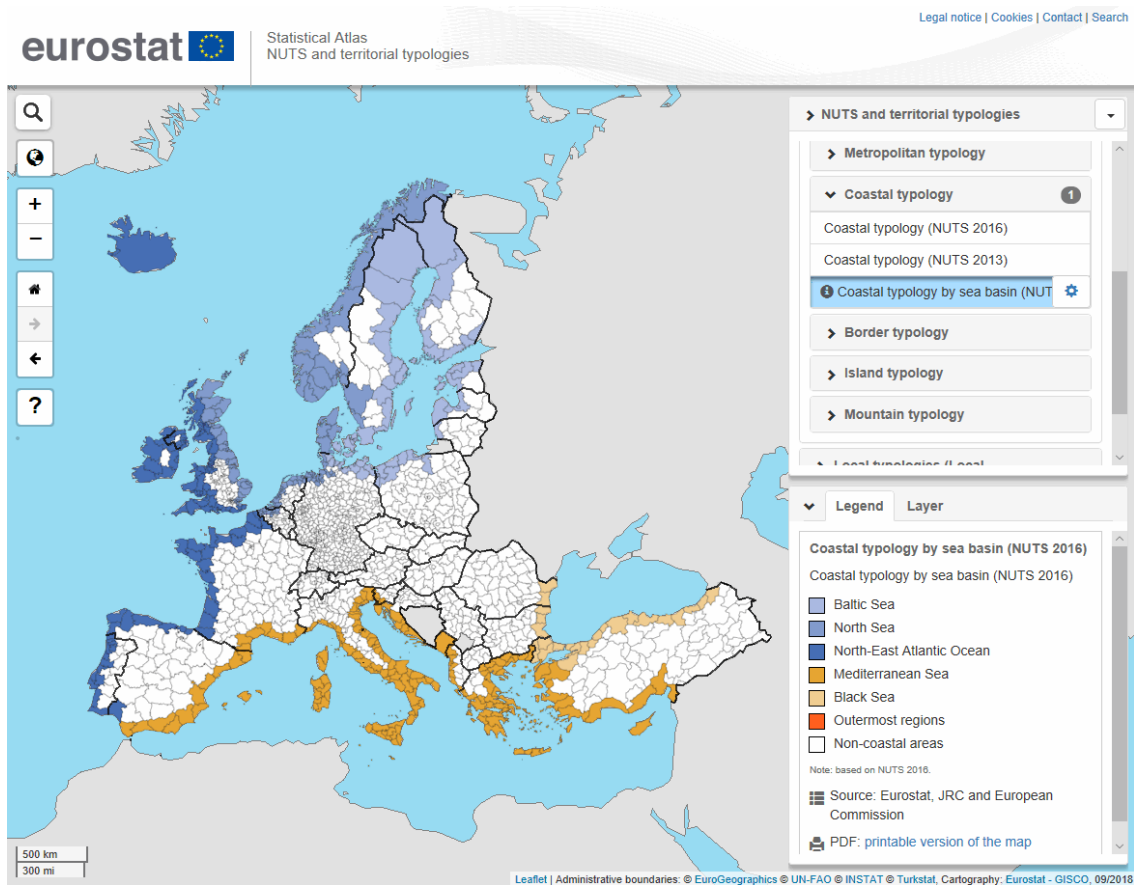 Legal notice | Cookies | Contact | Search
eurostat
Statistical Atlas
NUTS and territorial typologies
NUTS and territorial typologies
Metropolitan typology
Coastal typology 1
Coastal typology (NUTS 2016)
Coastal typology (NUTS 2013)
Coastal typology by sea basin (NUT
Border typology
Island typology
Mountain typology
Local typologies (Local
+
−
?
Legend Layer
Coastal typology by sea basin (NUTS 2016)
Coastal typology by sea basin (NUTS 2016)
Baltic Sea
North Sea
North-East Atlantic Ocean
Mediterranean Sea
Black Sea
Outermost regions
Non-coastal areas
Note: based on NUTS 2016.
Source: Eurostat, JRC and European
Commission
PDF: printable version of the map
500 km
300 mi
Leaflet | Administrative boundaries: © EuroGeographics © UN-FAO © INSTAT © Turkstat, Cartography: Eurostat - GISCO, 09/2018